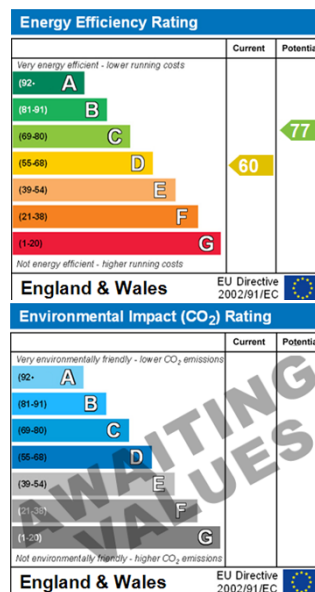 Energy Efficiency Rating
Current Potentia
Very energy efficient - lower running costs
(92- A
(81-91) B
(69-80) C
77
(55-68) D
60
(39-54) E
(21-38) F
(1-20) G
Not energy efficient - higher running costs
England & Wales
EU Directive
2002/91/EC
Environmental Impact (CO₂) Rating
Current Potentia
Very environmentally friendly - lower CO₂ emissions
(92- A
(81-91) B
(69-80) C
(55-68) D
(39-54) E
(21-38) F
(1-20) G
AWAITING
VALUES
Not environmentally friendly - higher CO₂ emissions
England & Wales
EU Directive
2002/91/EC